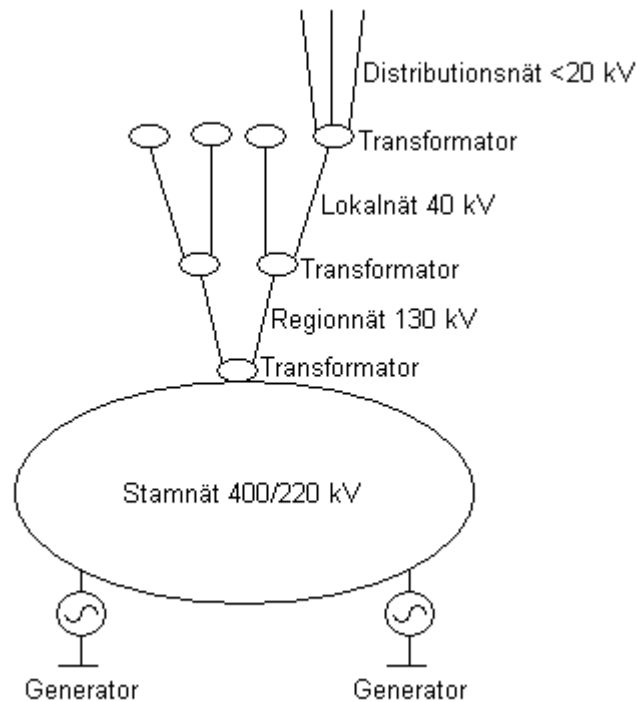 Distributionsnät <20 kV
Transformator
Lokalnät 40 kV
Transformator
Regionnät 130 kV
Transformator
Stamnät 400/220 kV
Generator
Generator